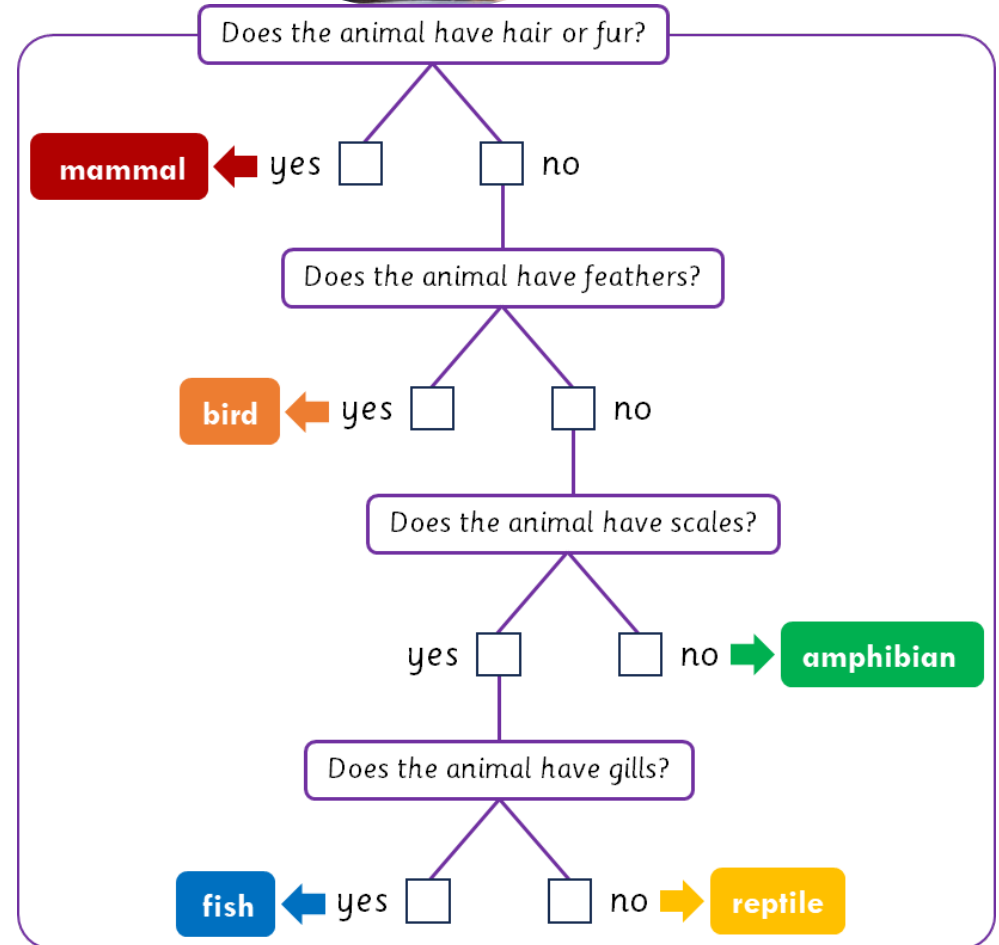 Does the animal have hair or fur?
mammal yes no
Does the animal have feathers?
bird yes no
Does the animal have scales?
yes no amphibian
Does the animal have gills?
fish yes no reptile